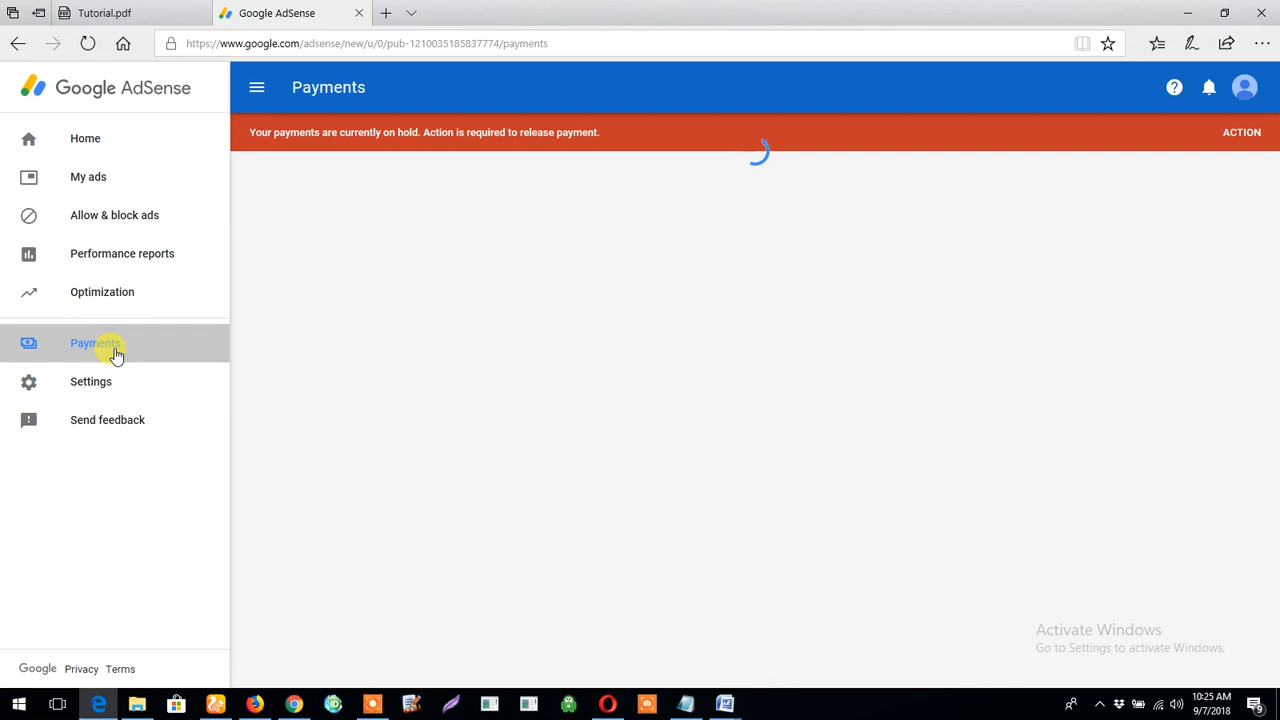 Tutorial.pdf
Google AdSense
https://www.google.com/adsense/new/u/0/pub-1210035185837774/payments
Google AdSense
Payments
Your payments are currently on hold. Action is required to release payment.
ACTION
Home
My ads
Allow & block ads
Performance reports
Optimization
Payments
Settings
Send feedback
Activate Windows
Go to Settings to activate Windows.
Google Privacy Terms
10:25 AM
9/7/2018